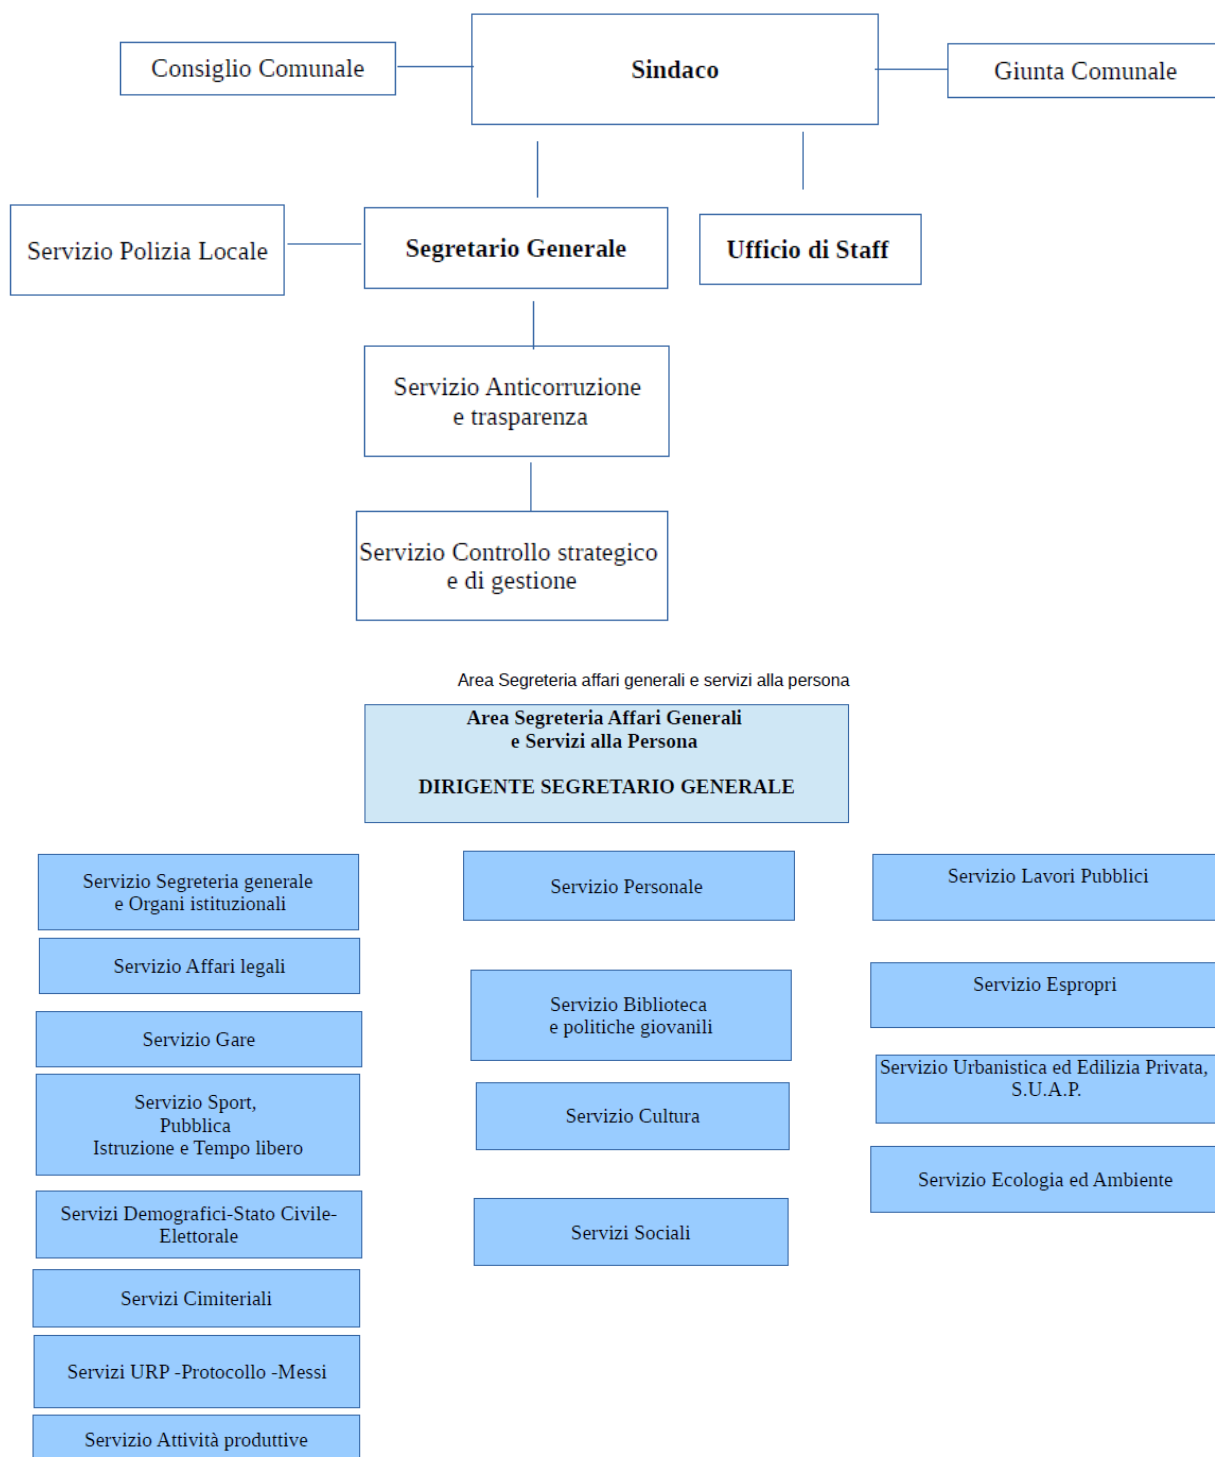 Consiglio Comunale
Sindaco
Giunta Comunale
Servizio Polizia Locale
Segretario Generale
Ufficio di Staff
Servizio Anticorruzione
e trasparenza
Servizio Controllo strategico
e di gestione
Area Segreteria affari generali e servizi alla persona
Area Segreteria Affari Generali
e Servizi alla Persona
DIRIGENTE SEGRETARIO GENERALE
Servizio Segreteria generale
e Organi istituzionali
Servizio Affari legali
Servizio Gare
Servizio Sport,
Pubblica
Istruzione e Tempo libero
Servizi Demografici-Stato Civile-
Elettorale
Servizi Cimiteriali
Servizi URP -Protocollo -Messi
Servizio Attività produttive
Servizio Personale
Servizio Biblioteca
e politiche giovanili
Servizio Cultura
Servizi Sociali
Servizio Lavori Pubblici
Servizio Espropri
Servizio Urbanistica ed Edilizia Privata,
S.U.A.P.
Servizio Ecologia ed Ambiente